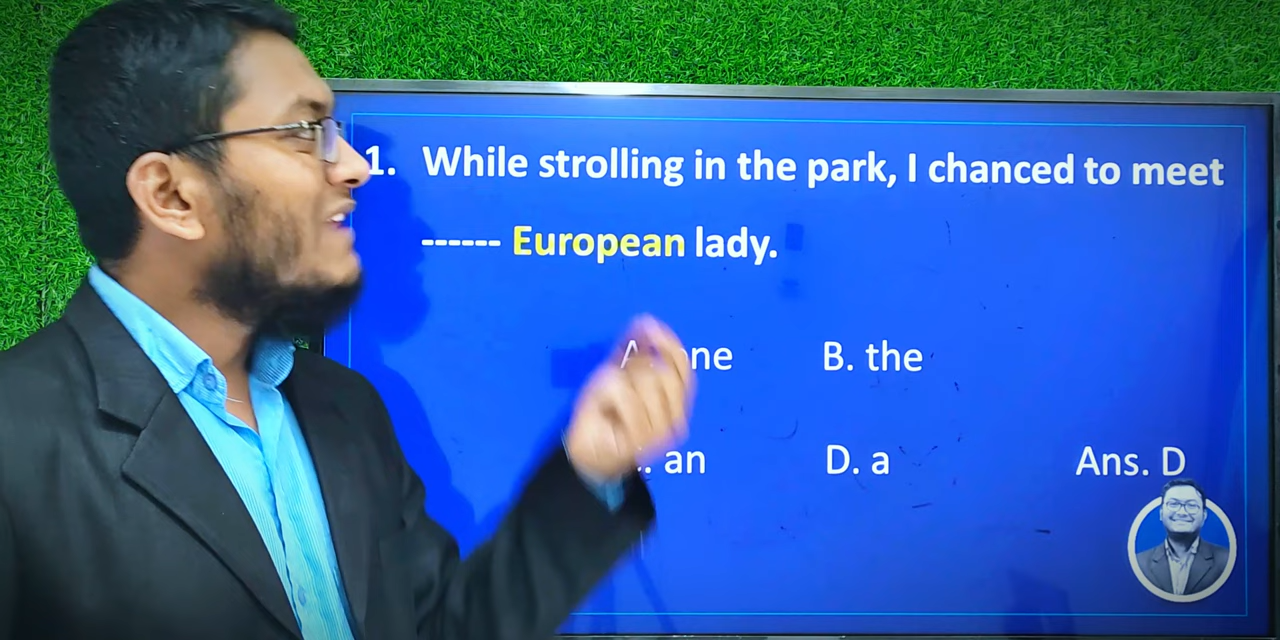 1. While strolling in the park, I chanced to meet
------ European lady.
B. the
an D. a Ans. D